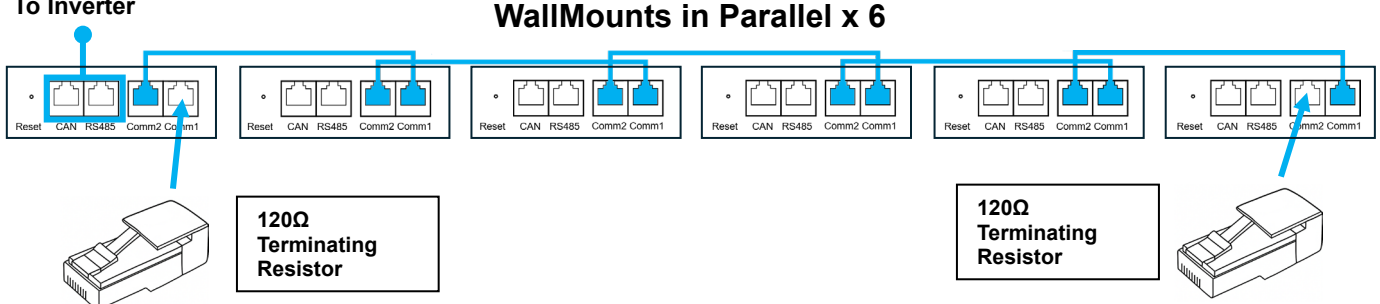 To Inverter
WallMounts in Parallel x 6
Reset CAN RS485 Comm2 Comm1
Reset CAN RS485 Comm2 Comm1
Reset CAN RS485 Comm2 Comm1
Reset CAN RS485 Comm2 Comm1
Reset CAN RS485 Comm2 Comm1
Reset CAN RS485 Comm2 Comm1
120Ω
Terminating
Resistor
120Ω
Terminating
Resistor